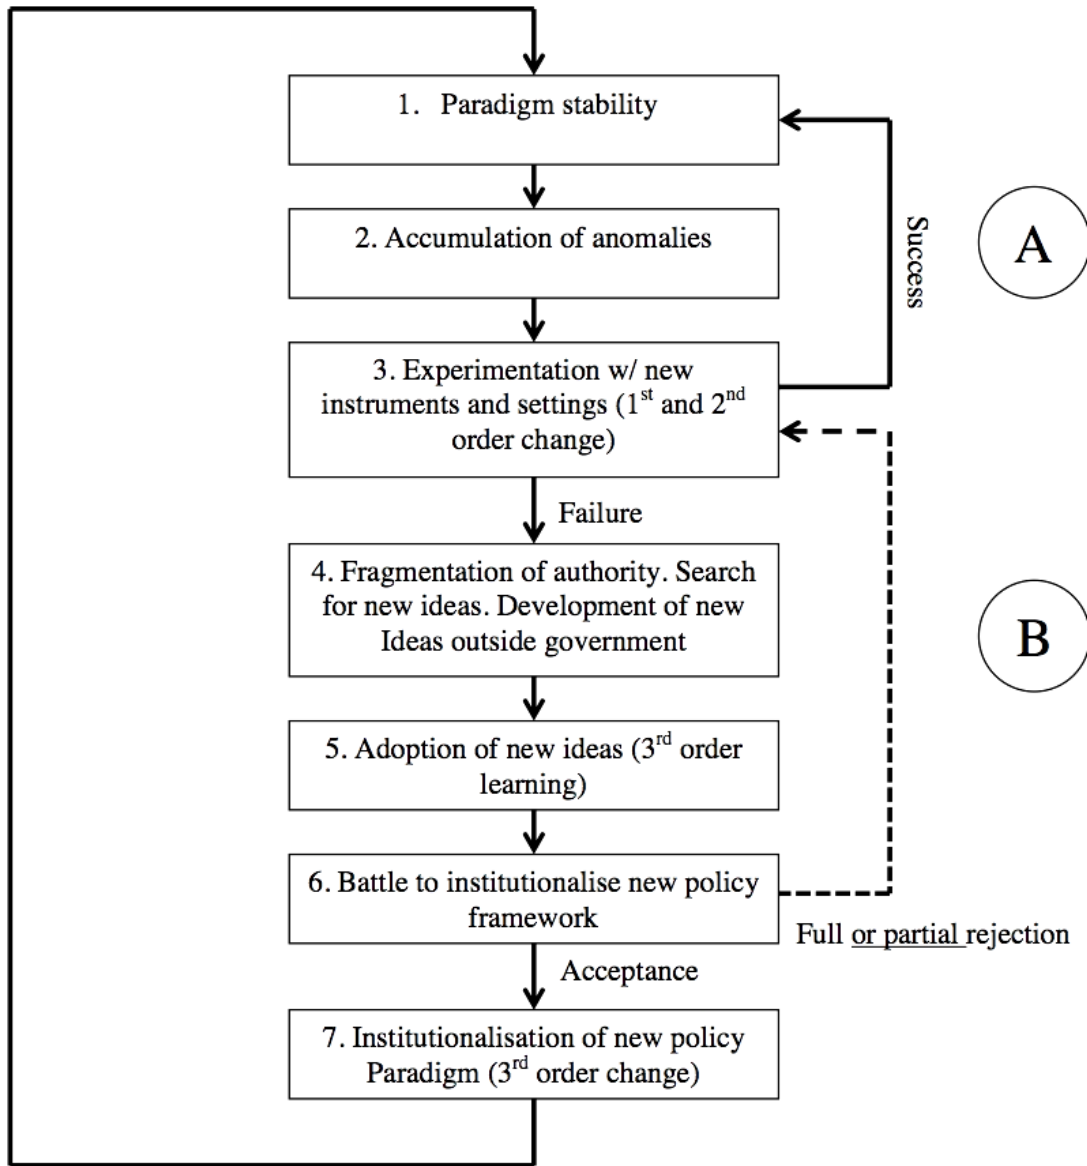 1. Paradigm stability
2. Accumulation of anomalies
3. Experimentation w/ new
instruments and settings (1st and 2nd
order change)
Success
A
Failure
4. Fragmentation of authority. Search
for new ideas. Development of new
Ideas outside government
B
5. Adoption of new ideas (3rd order
learning)
6. Battle to institutionalise new policy
framework
Full or partial rejection
Acceptance
7. Institutionalisation of new policy
Paradigm (3rd order change)